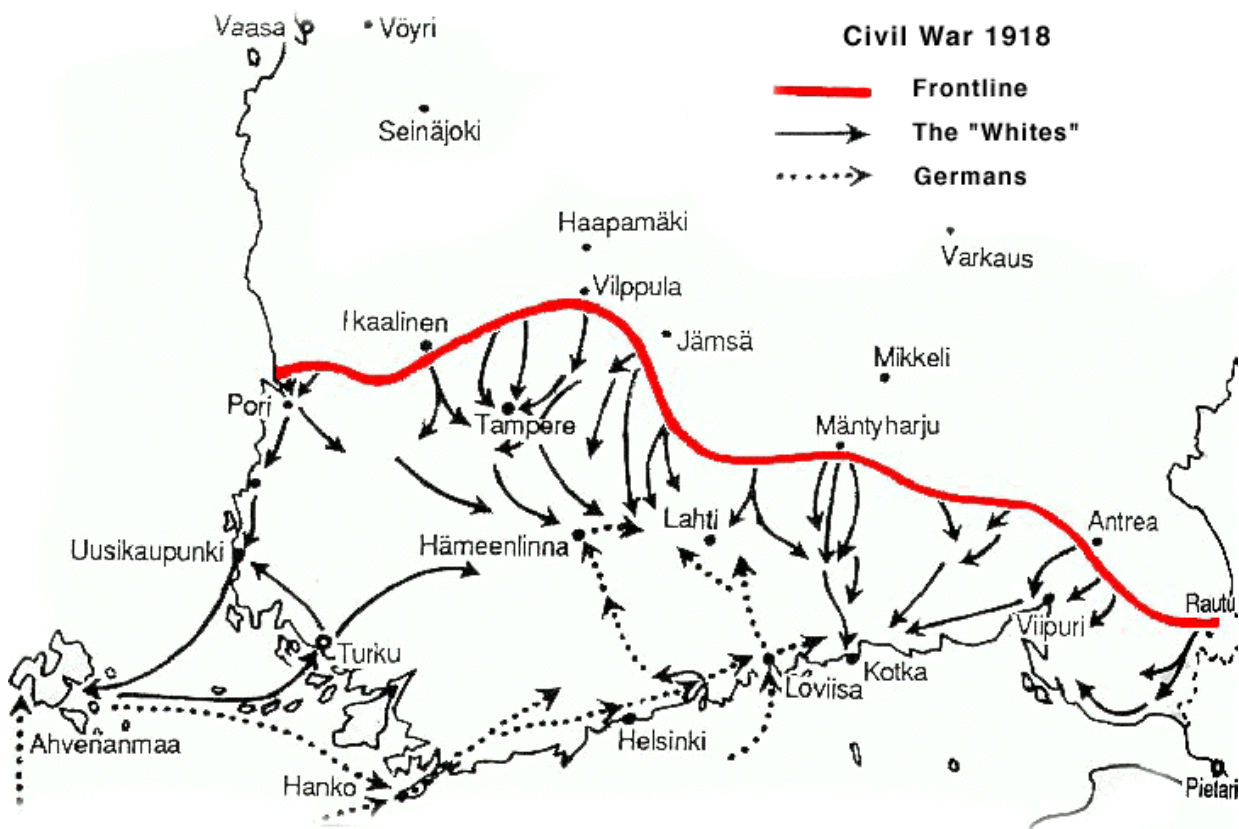 Vaasa
Vöyri
Civil War 1918
Frontline
The "Whites"
Germans
Seinäjoki
Haapamäki
Varkaus
Vilppula
Ikaalinen
Jämsä
Mikkeli
Pori
Tampere
Mäntyharju
Lahti
Antrea
Uusikaupunki
Hämeenlinna
Rautu
Viipuri
Turku
Kotka
Loviisa
Ahvenanmaa
Helsinki
Hanko
Pietari